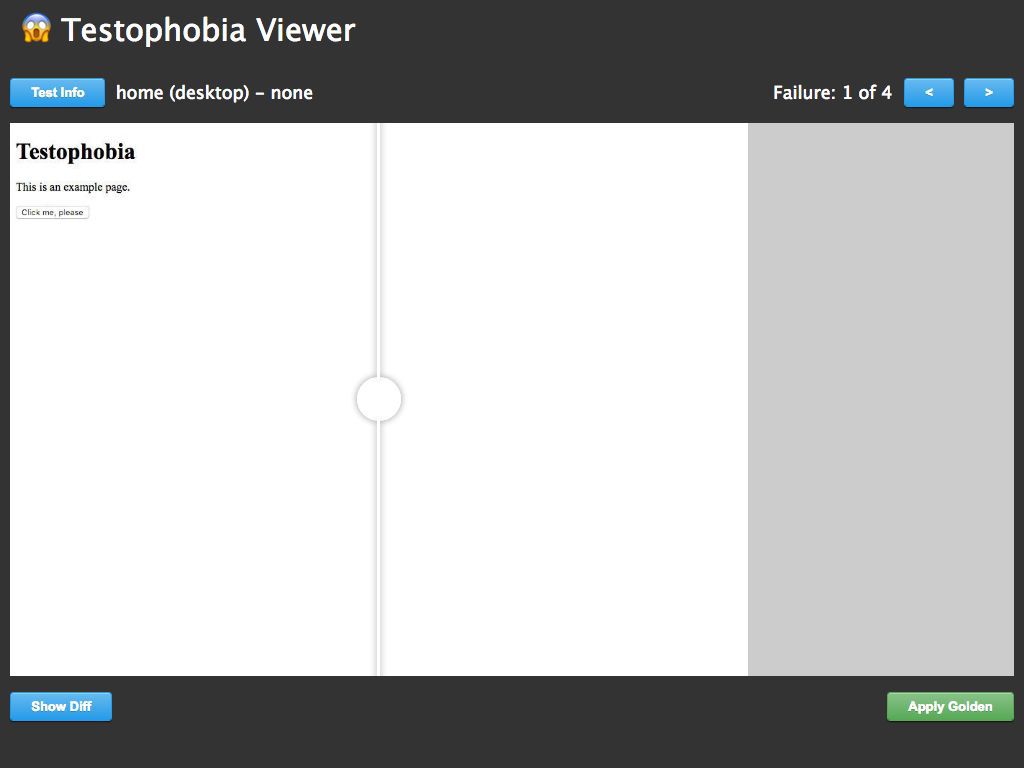 😱 Testophobia Viewer
Test Info home (desktop) – none Failure: 1 of 4 < >
Testophobia
This is an example page.
Click me, please
Show Diff Apply Golden